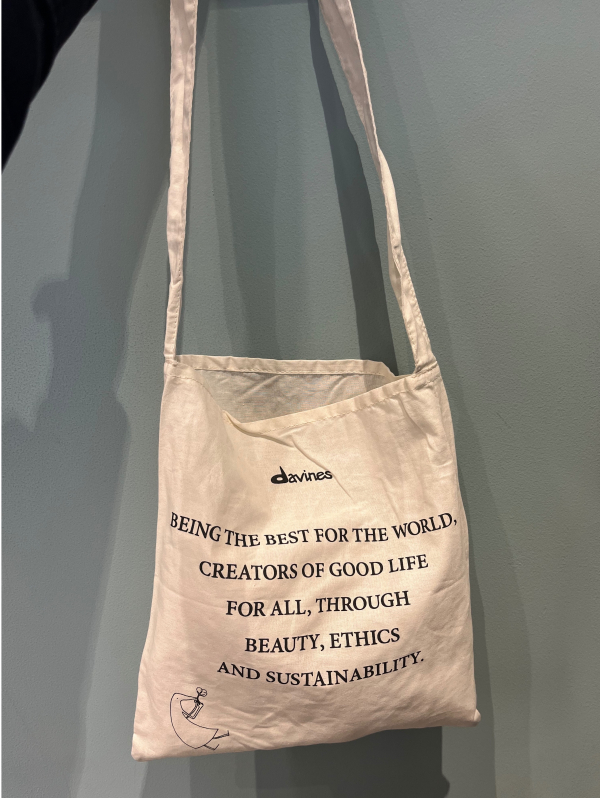 davines
BEING THE BEST FOR THE WORLD,
CREATORS OF GOOD LIFE
FOR ALL, THROUGH
BEAUTY, ETHICS
AND SUSTAINABILITY.